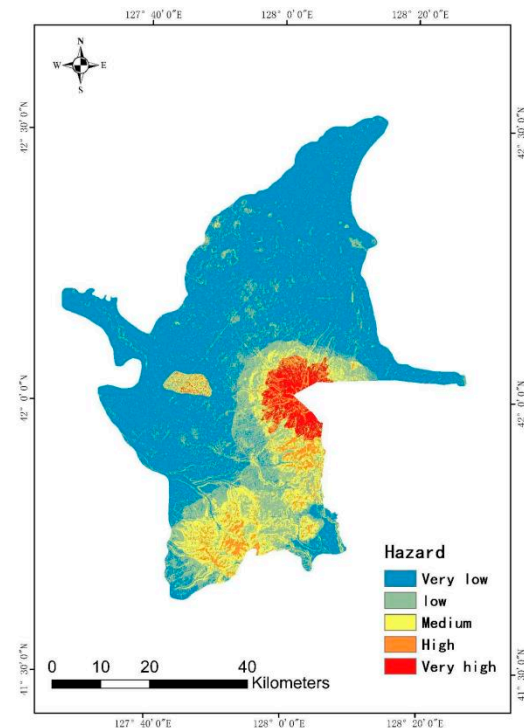 127° 40′ 0″E 128° 0′ 0″E 128° 20′ 0″E
N
W E
S
42° 30′ 0″N 42° 30′ 0″N
42° 0′ 0″N 42° 0′ 0″N
Hazard
Very low
low
Medium
High
Very high
41° 30′ 0″N 41° 30′ 0″N
0 10 20 40
Kilometers
127° 40′ 0″E 128° 0′ 0″E 128° 20′ 0″E